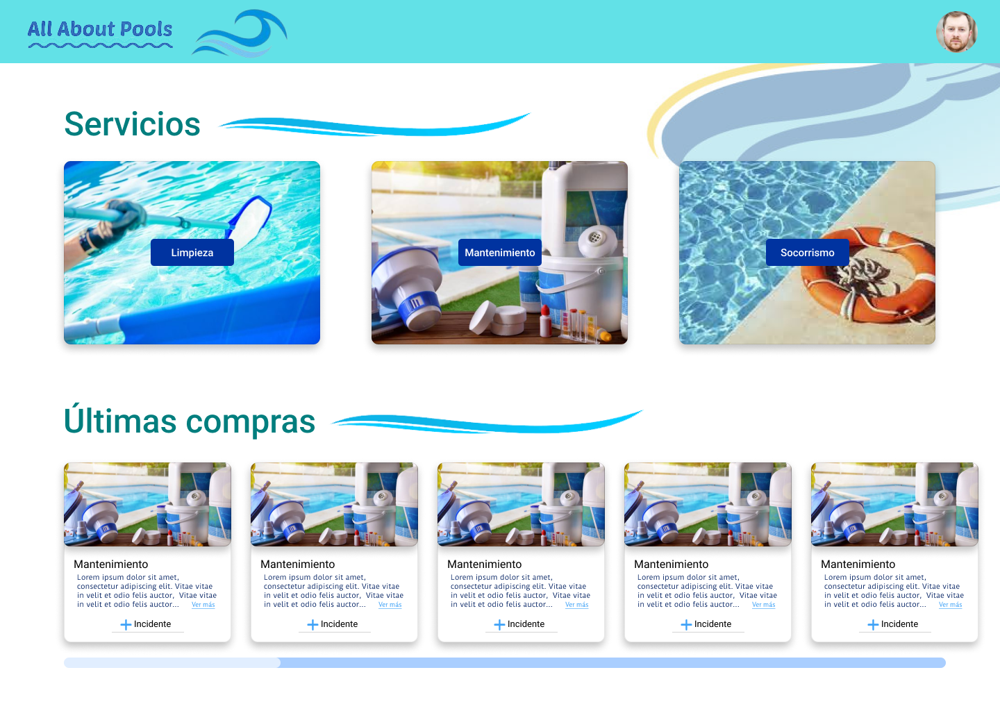 All About Pools
Servicios
Limpieza
Mantenimiento
Socorrismo
Últimas compras
Mantenimiento
Lorem ipsum dolor sit amet,
consectetur adipiscing elit. Vitae vitae
in velit et odio felis auctor, Vitae vitae
in velit et odio felis auctor... Ver más
Incidente
Mantenimiento
Lorem ipsum dolor sit amet,
consectetur adipiscing elit. Vitae vitae
in velit et odio felis auctor, Vitae vitae
in velit et odio felis auctor... Ver más
Incidente
Mantenimiento
Lorem ipsum dolor sit amet,
consectetur adipiscing elit. Vitae vitae
in velit et odio felis auctor, Vitae vitae
in velit et odio felis auctor... Ver más
Incidente
Mantenimiento
Lorem ipsum dolor sit amet,
consectetur adipiscing elit. Vitae vitae
in velit et odio felis auctor, Vitae vitae
in velit et odio felis auctor... Ver más
Incidente
Mantenimiento
Lorem ipsum dolor sit amet,
consectetur adipiscing elit. Vitae vitae
in velit et odio felis auctor, Vitae vitae
in velit et odio felis auctor... Ver más
Incidente